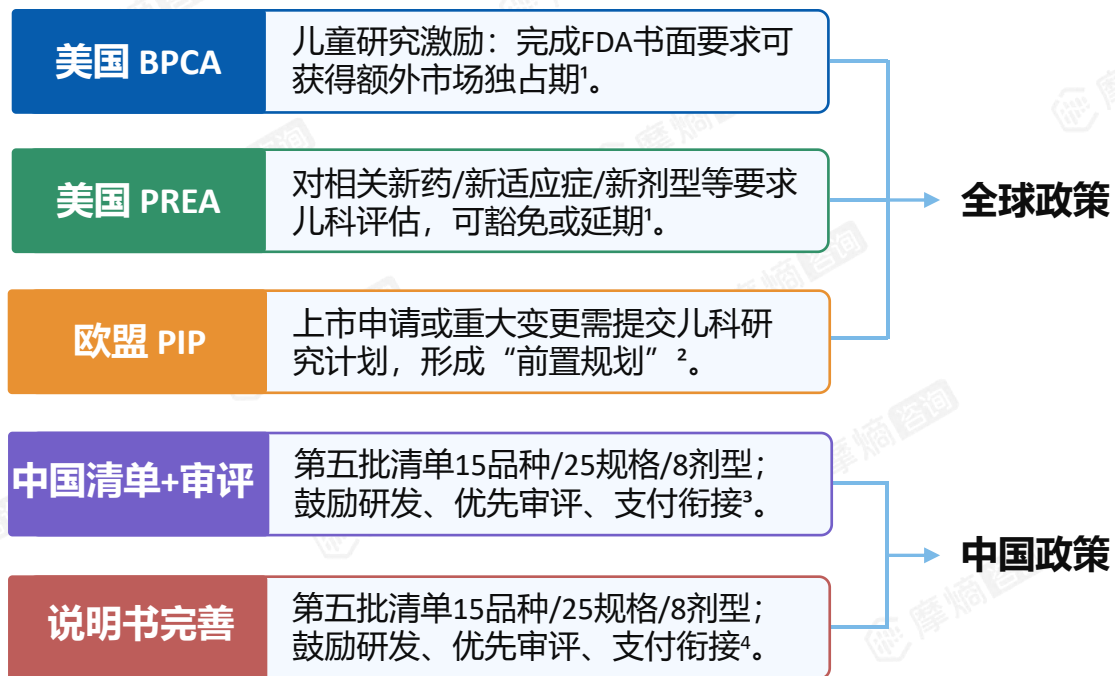 美国 BPCA
儿童研究激励：完成FDA书面要求可
获得额外市场独占期¹。
美国 PREA
对相关新药/新适应症/新剂型等要求
儿科评估，可豁免或延期¹。
全球政策
欧盟 PIP
上市申请或重大变更需提交儿科研
究计划，形成“前置规划”²。
中国清单+审评
第五批清单15品种/25规格/8剂型；
鼓励研发、优先审评、支付衔接³。
中国政策
说明书完善
第五批清单15品种/25规格/8剂型；
鼓励研发、优先审评、支付衔接⁴。
摩熵咨询